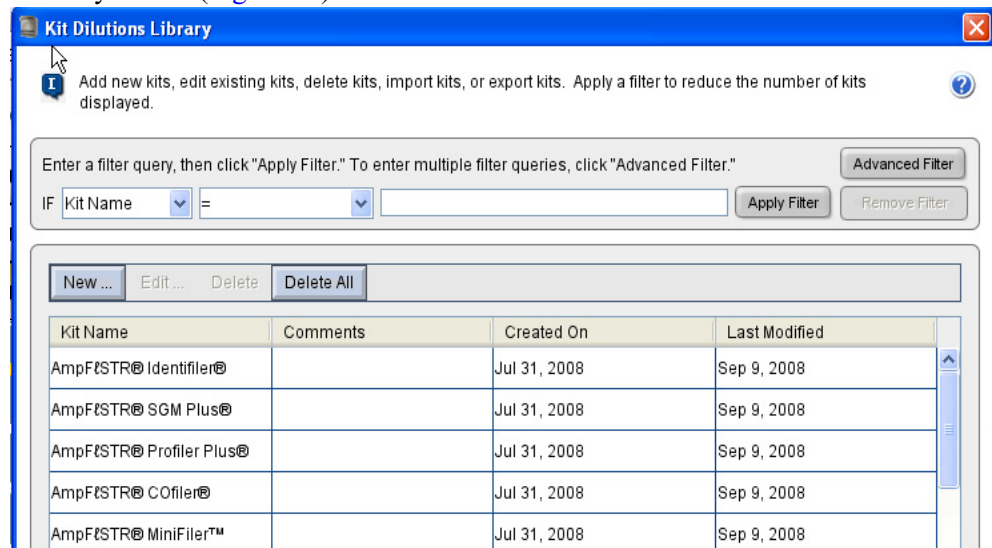 Kit Dilutions Library
Add new kits, edit existing kits, delete kits, import kits, or export kits. Apply a filter to reduce the number of kits
displayed.
Enter a filter query, then click "Apply Filter." To enter multiple filter queries, click "Advanced Filter."
Advanced Filter
IF Kit Name = Apply Filter Remove Filter
New ... Edit ... Delete Delete All
Kit Name Comments Created On Last Modified
AmpFℓSTR® Identifiler® Jul 31, 2008 Sep 9, 2008
AmpFℓSTR® SGM Plus® Jul 31, 2008 Sep 9, 2008
AmpFℓSTR® Profiler Plus® Jul 31, 2008 Sep 9, 2008
AmpFℓSTR® COfiler® Jul 31, 2008 Sep 9, 2008
AmpFℓSTR® MiniFiler™ Jul 31, 2008 Sep 9, 2008